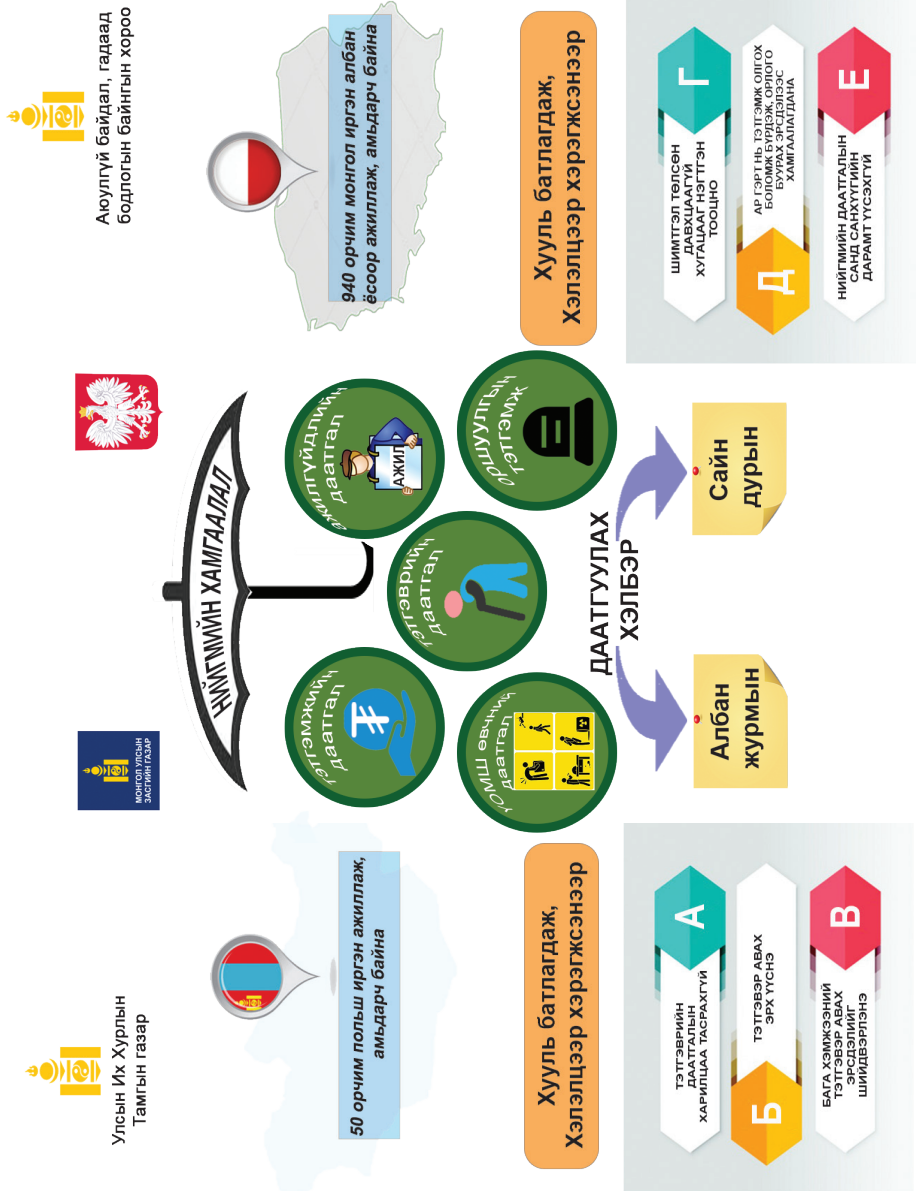 Улсын Их Хурлын
Тамгын газар
МОНГОЛ УЛСЫН
ЗАСГИЙН ГАЗАР
Аюулгүй байдал, гадаад
бодлогын байнгын хороо
НИЙГМИЙН ХАМГААЛАЛ
50 орчим польш иргэн ажиллаж,
амьдарч байна
940 орчим монгол иргэн албан
ёсоор ажиллаж, амьдарч байна
тэтгэмжийн
даатгал
ажилгүйдлийн
даатгал
АЖИЛ
тэтгэврийн
даатгал
ҮОМШ өвчний
даатгал
оршуулгын
тэтгэмж
Хууль батлагдаж,
Хэлэлцээр хэрэгжсэнээр
Хууль батлагдаж,
Хэлэлцээр хэрэгжсэнээр
ДААТГУУЛАХ
ХЭЛБЭР
Албан
журмын
Сайн
дурын
ТЭТГЭВРИЙН
ДААТГАЛЫН
ХАРИЛЦАА ТАСРАХГҮЙ
А
Б
ТЭТГЭВЭР АВАХ
ЭРХ ҮҮСНЭ
БАГА ХЭМЖЭЭНИЙ
ТЭТГЭВЭР АВАХ
ЭРСДЭЛИЙГ
ШИЙДВЭРЛЭНЭ
В
ШИМТГЭЛ ТӨЛСӨН
ДАВХЦААГҮЙ
ХУГАЦААГ НЭГТГЭН
ТООЦНО
Г
Д
АР ГЭРТ НЬ ТЭТГЭМЖ ОЛГОХ
БОЛОМЖ БҮРДЭЖ, ОРЛОГО
БУУРАХ ЭРСДЭЛЭЭС
ХАМГААЛАГДАНА
НИЙГМИЙН ДААТГАЛЫН
САНД САНХҮҮГИЙН
ДАРАМТ ҮҮСЭХГҮЙ
Е